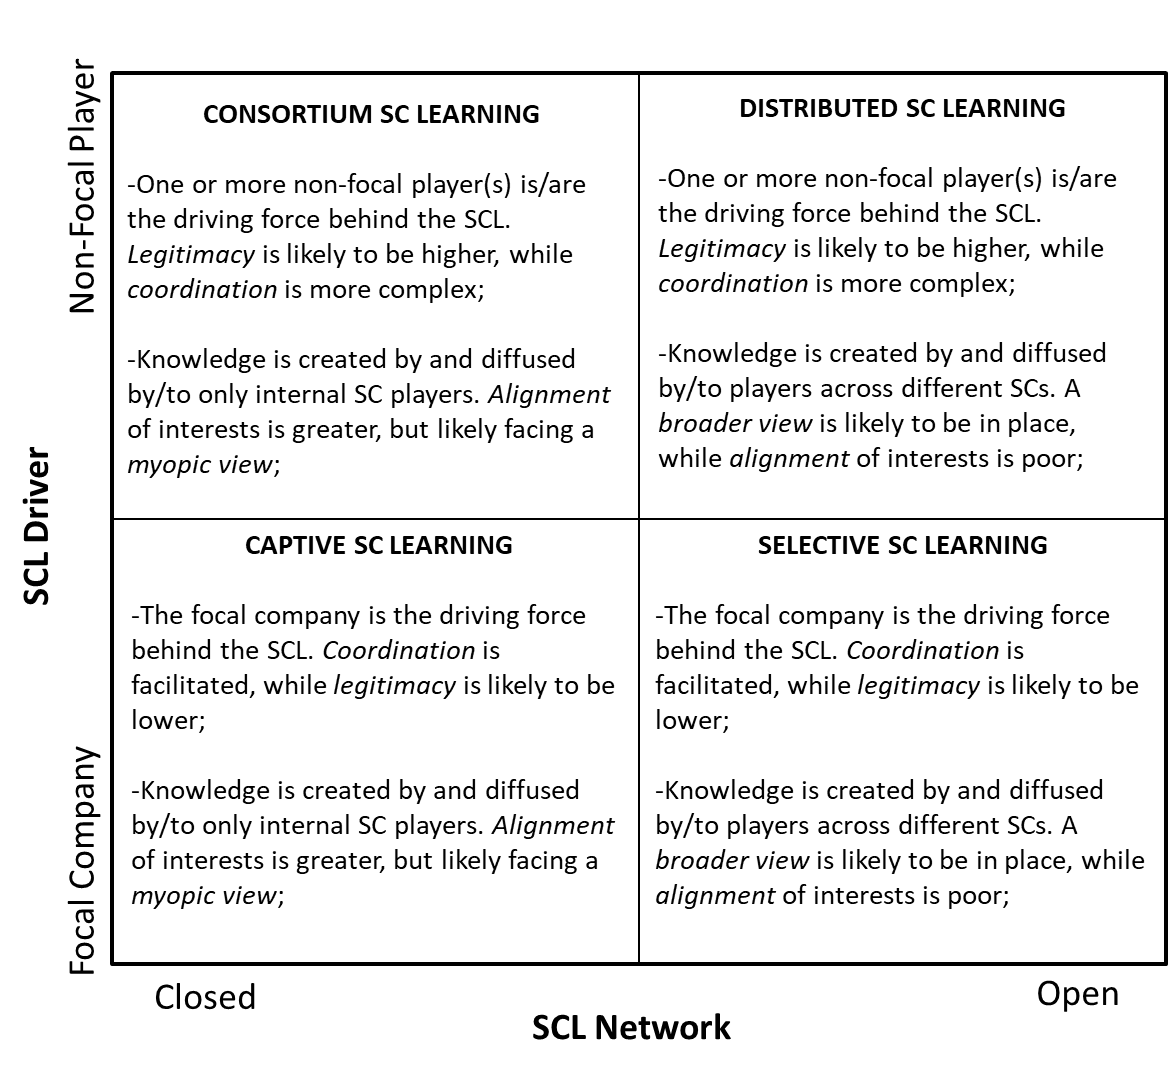 Non-Focal Player
SCL Driver
Focal Company
CONSORTIUM SC LEARNING
-One or more non-focal player(s) is/are
the driving force behind the SCL.
Legitimacy is likely to be higher, while
coordination is more complex;
-Knowledge is created by and diffused
by/to only internal SC players. Alignment
of interests is greater, but likely facing a
myopic view;
DISTRIBUTED SC LEARNING
-One or more non-focal player(s) is/are
the driving force behind the SCL.
Legitimacy is likely to be higher, while
coordination is more complex;
-Knowledge is created by and diffused
by/to players across different SCs. A
broader view is likely to be in place,
while alignment of interests is poor;
CAPTIVE SC LEARNING
-The focal company is the driving force
behind the SCL. Coordination is
facilitated, while legitimacy is likely to be
lower;
-Knowledge is created by and diffused
by/to only internal SC players. Alignment
of interests is greater, but likely facing a
myopic view;
SELECTIVE SC LEARNING
-The focal company is the driving force
behind the SCL. Coordination is
facilitated, while legitimacy is likely to be
lower;
-Knowledge is created by and diffused
by/to players across different SCs. A
broader view is likely to be in place, while
alignment of interests is poor;
Closed
Open
SCL Network